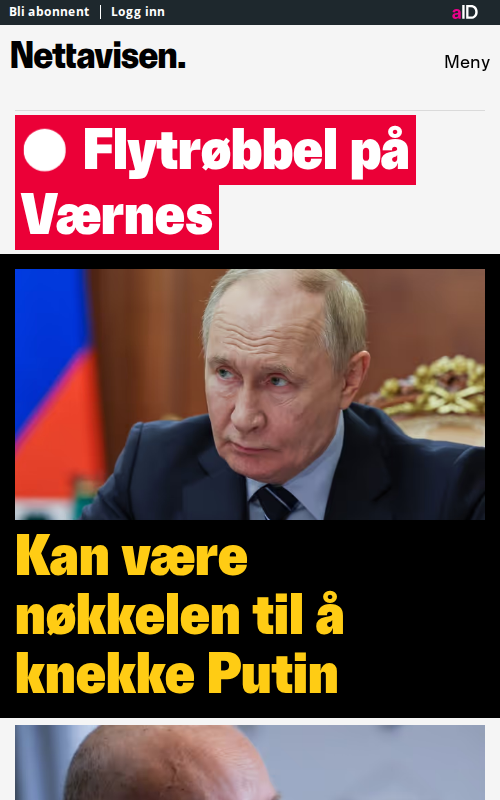 Bli abonnent | Logg inn
aID
Nettavisen.
Meny
Flytrøbbel på
Værnes
Kan være
nøkkelen til å
knekke Putin